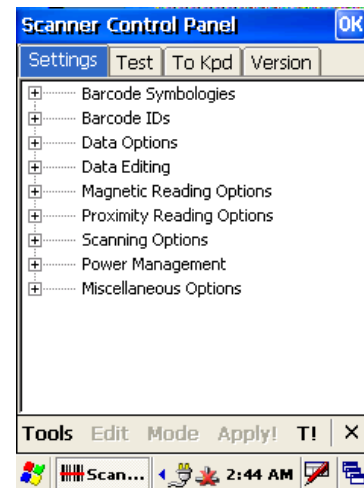 Scanner Control Panel OK
Settings Test To Kpd Version
Barcode Symbologies
Barcode IDs
Data Options
Data Editing
Magnetic Reading Options
Proximity Reading Options
Scanning Options
Power Management
Miscellaneous Options
Tools Edit Mode Apply! T! ×
Scan... 2:44 AM